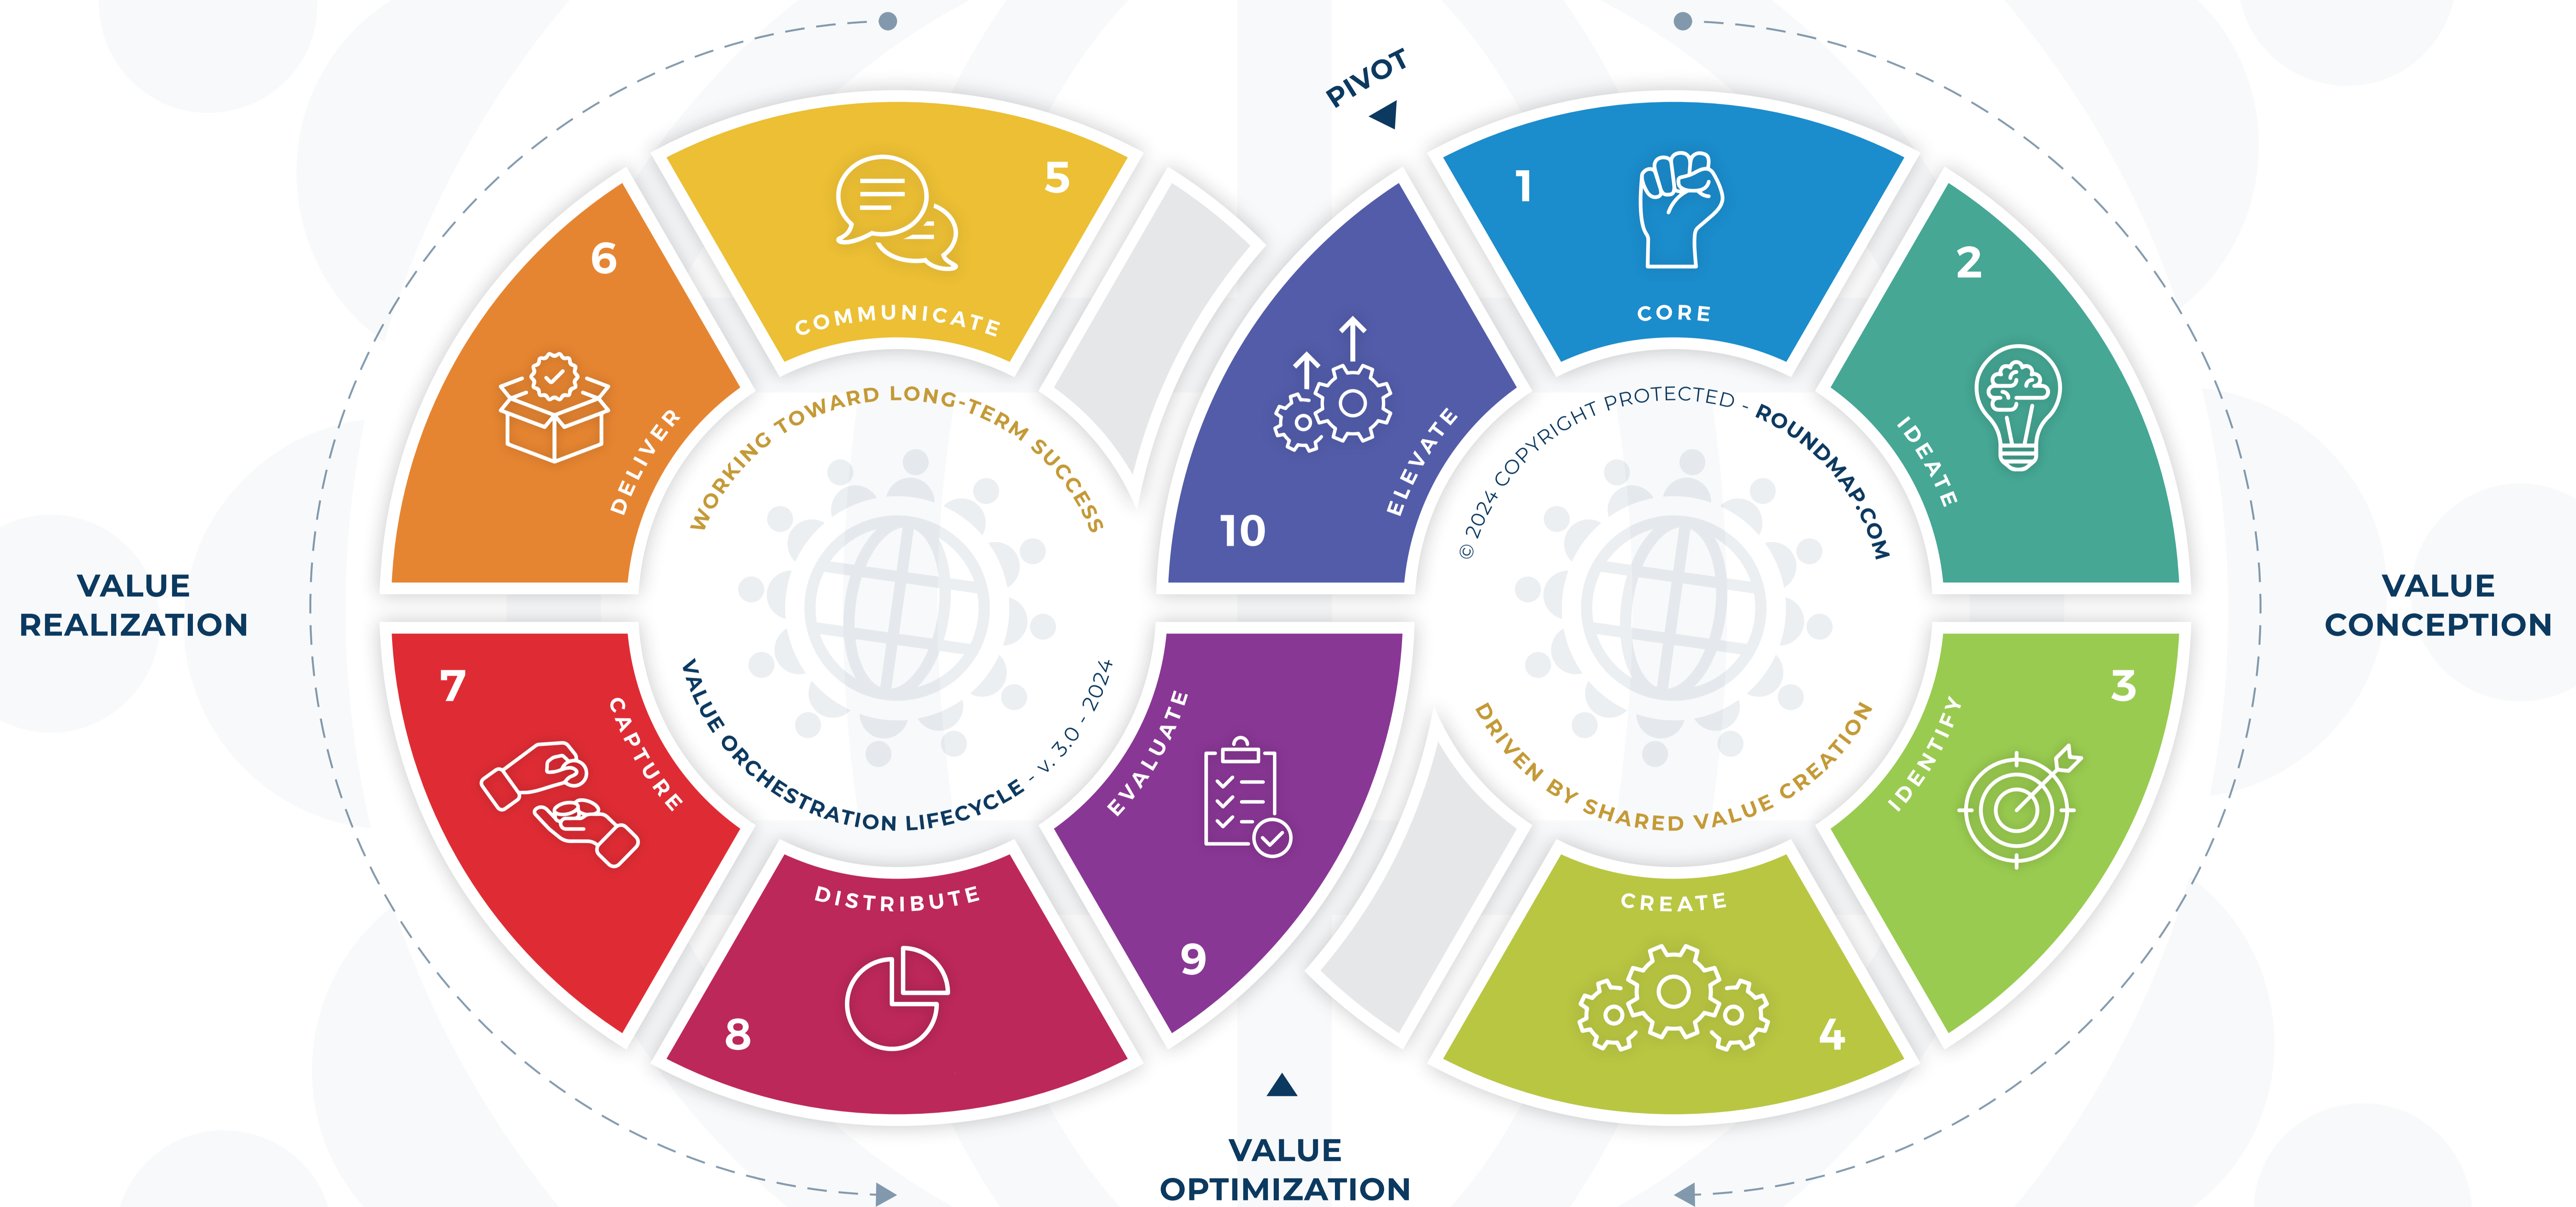 PIVOT
1
CORE
2
IDEATE
3
IDENTIFY
4
CREATE
5
COMMUNICATE
6
DELIVER
7
CAPTURE
8
DISTRIBUTE
9
EVALUATE
10
ELEVATE
WORKING TOWARD LONG-TERM SUCCESS
VALUE ORCHESTRATION LIFECYCLE - v. 3.0 - 2024
© 2024 COPYRIGHT PROTECTED - ROUNDMAP.COM
DRIVEN BY SHARED VALUE CREATION
VALUE
REALIZATION
VALUE
CONCEPTION
VALUE
OPTIMIZATION